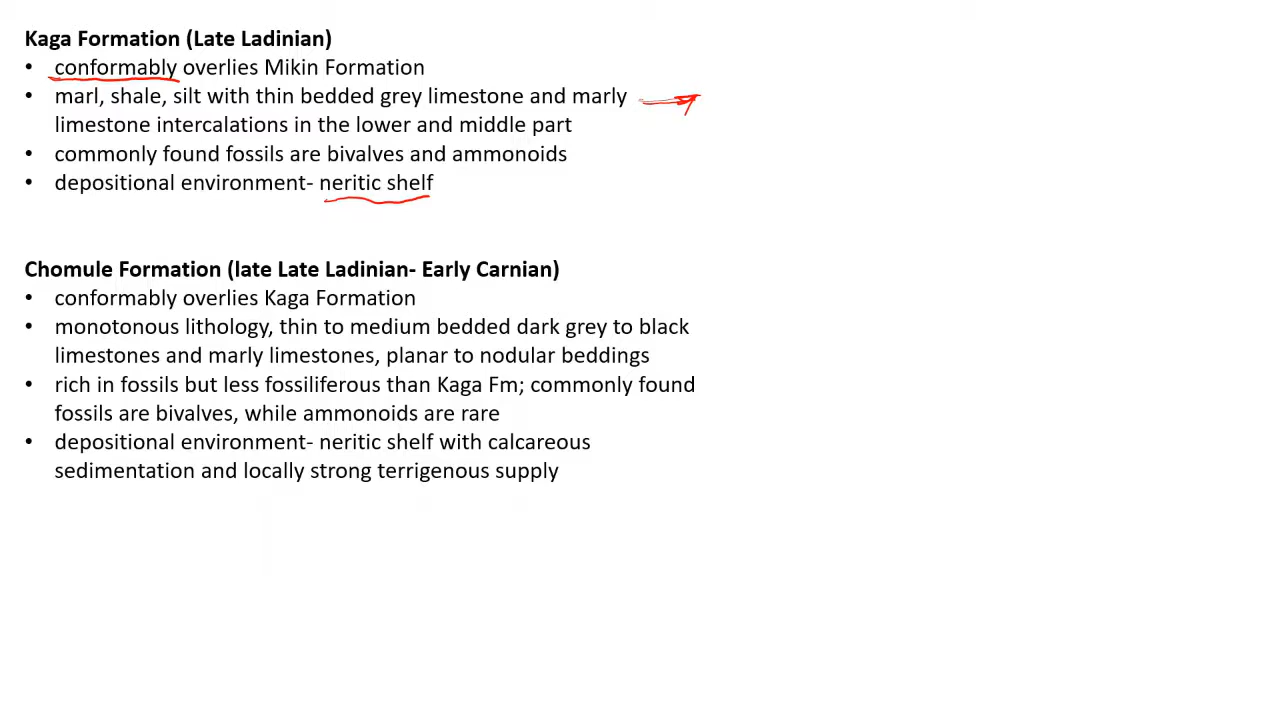 Kaga Formation (Late Ladinian)
• conformably overlies Mikin Formation
• marl, shale, silt with thin bedded grey limestone and marly
limestone intercalations in the lower and middle part
• commonly found fossils are bivalves and ammonoids
• depositional environment- neritic shelf
Chomule Formation (late Late Ladinian- Early Carnian)
• conformably overlies Kaga Formation
• monotonous lithology, thin to medium bedded dark grey to black
limestones and marly limestones, planar to nodular beddings
• rich in fossils but less fossiliferous than Kaga Fm; commonly found
fossils are bivalves, while ammonoids are rare
• depositional environment- neritic shelf with calcareous
sedimentation and locally strong terrigenous supply